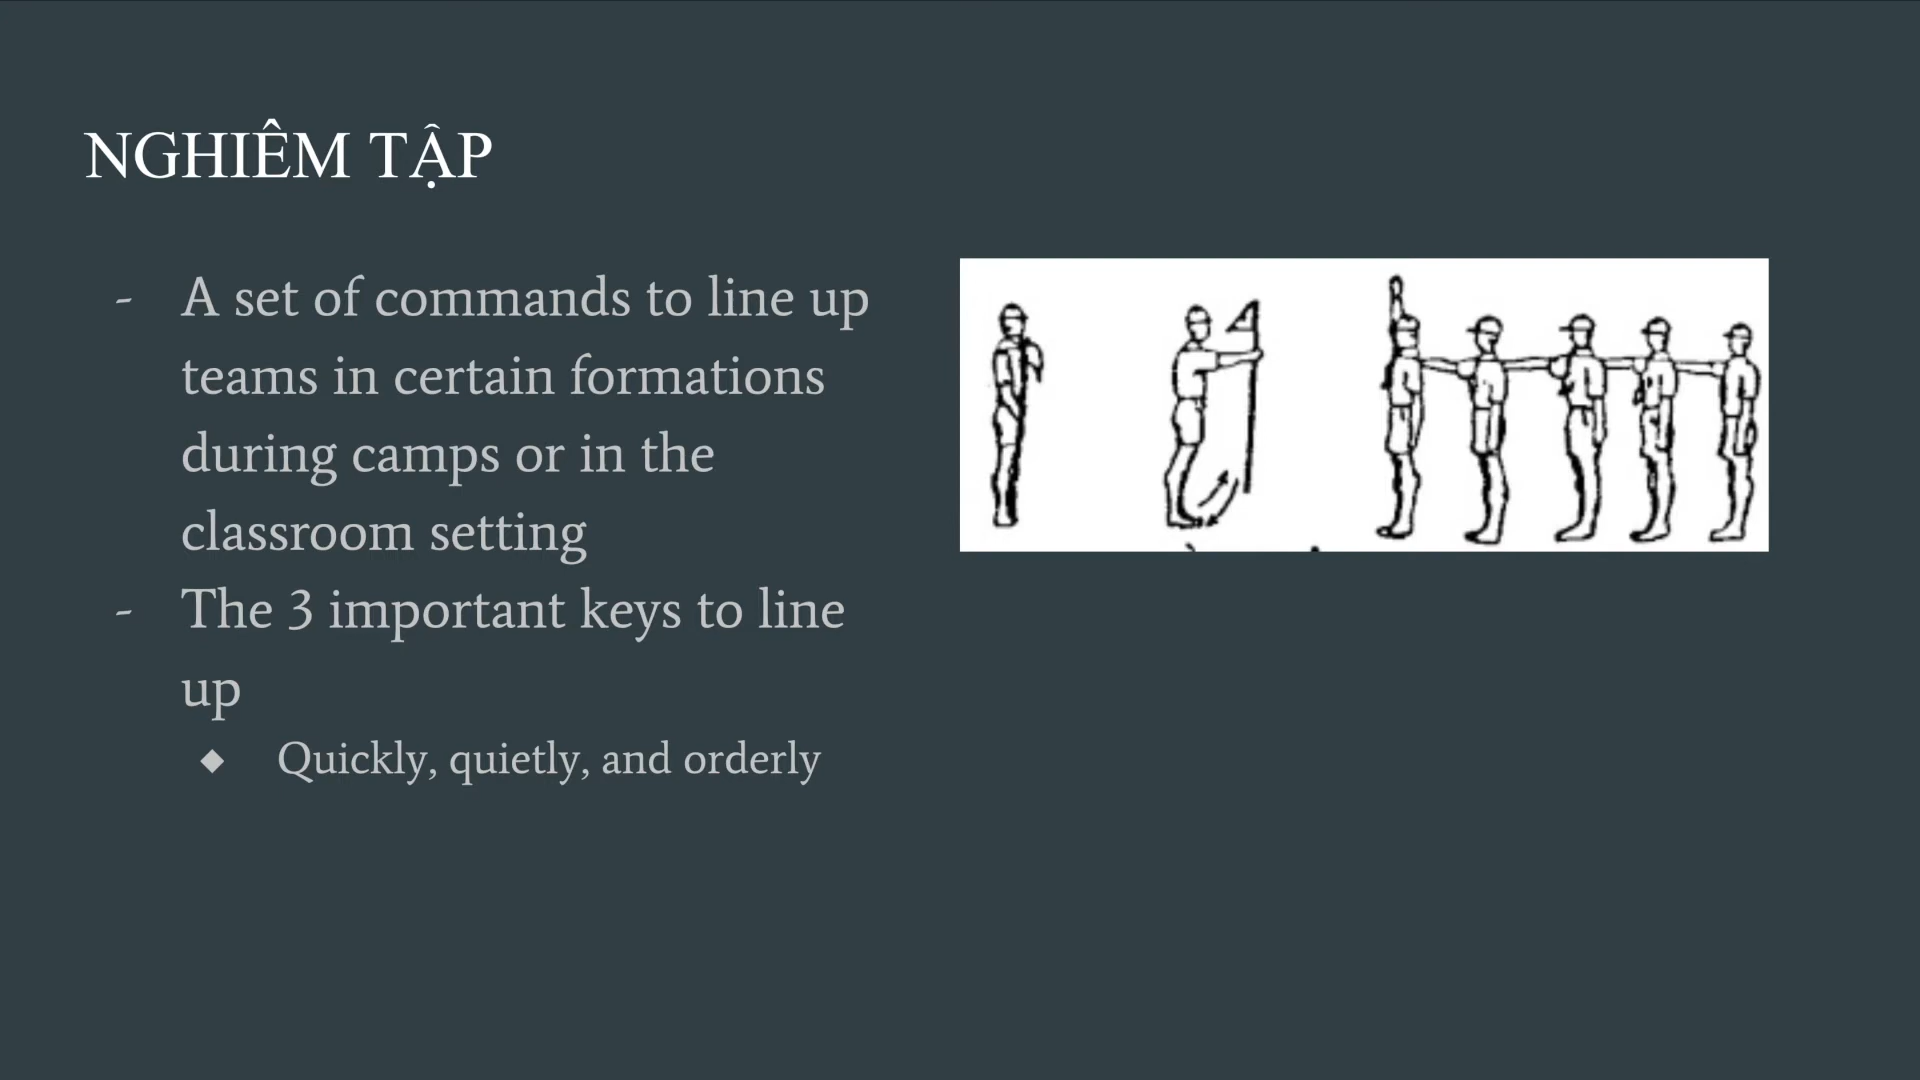 NGHIÊM TẬP
- A set of commands to line up
teams in certain formations
during camps or in the
classroom setting
- The 3 important keys to line
up
◆ Quickly, quietly, and orderly